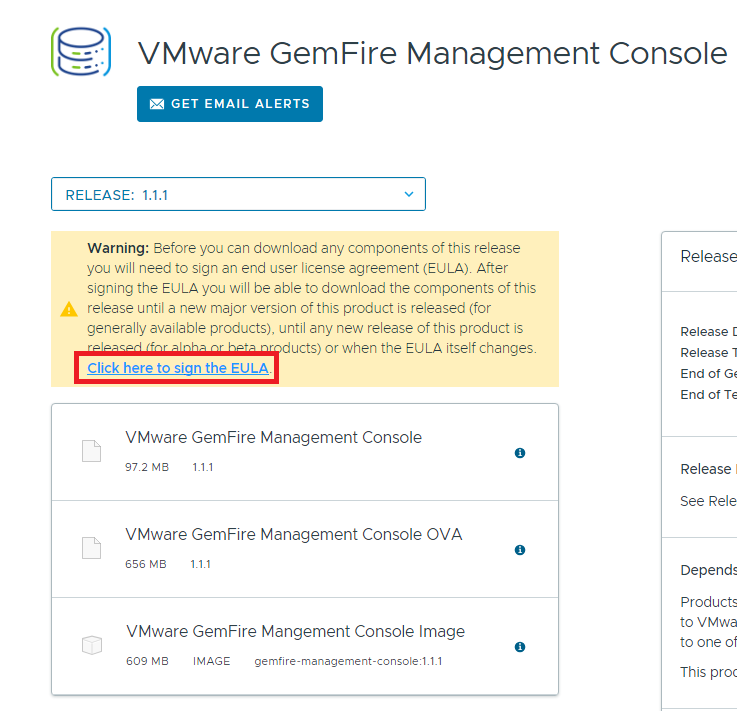 VMware GemFire Management Console
GET EMAIL ALERTS
RELEASE: 1.1.1
Warning: Before you can download any components of this release
you will need to sign an end user license agreement (EULA). After
signing the EULA you will be able to download the components of this
release until a new major version of this product is released (for
generally available products), until any new release of this product is
released (for alpha or beta products) or when the EULA itself changes.
Click here to sign the EULA.
VMware GemFire Management Console
97.2 MB 1.1.1
VMware GemFire Management Console OVA
656 MB 1.1.1
VMware GemFire Mangement Console Image
609 MB IMAGE gemfire-management-console:1.1.1
Release
Release D
Release T
End of Ge
End of Te
Release
See Rele
Depends
Products
to VMwa
to one of
This prod